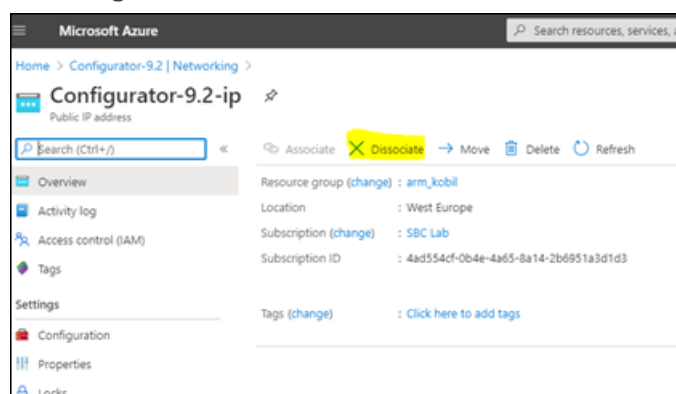 Microsoft Azure
Search resources, services, a
Home > Configurator-9.2 | Networking >
Configurator-9.2-ip
Public IP address
Search (Ctrl+/)
«
Associate Dissociate Move Delete Refresh
Overview
Activity log
Access control (IAM)
Tags
Settings
Configuration
Properties
Locks
Resource group (change) : arm_kobil
Location : West Europe
Subscription (change) : SBC Lab
Subscription ID : 4ad554cf-0b4e-4a65-8a14-2b6951a3d1d3
Tags (change) : Click here to add tags